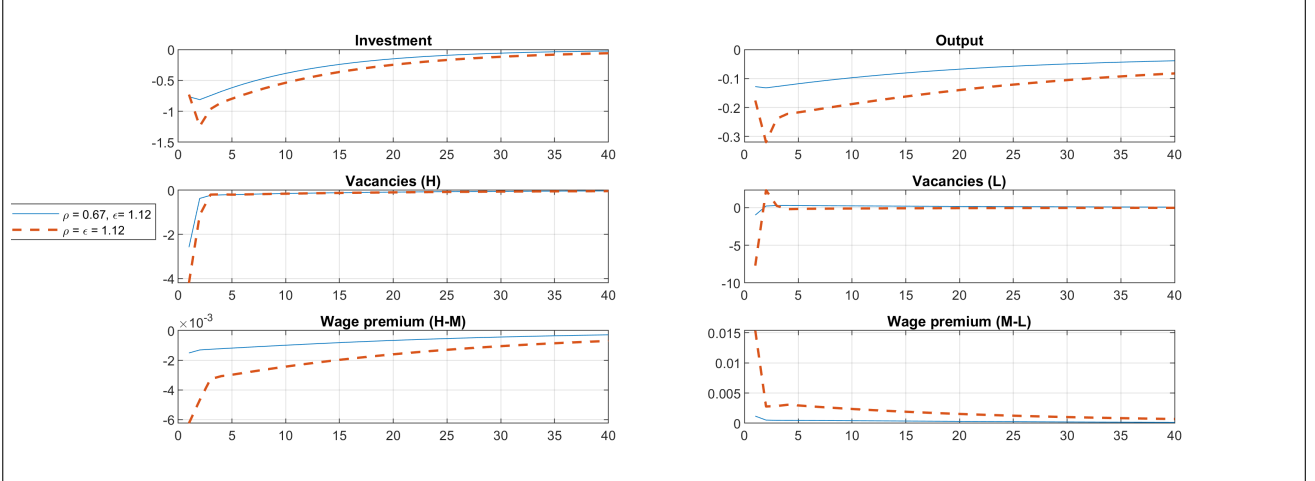 Investment
0
-0.5
-1
-1.5
0 5 10 15 20 25 30 35 40
Output
0
-0.1
-0.2
-0.3
0 5 10 15 20 25 30 35 40
Vacancies (H)
0
-2
-4
0 5 10 15 20 25 30 35 40
Vacancies (L)
0
-5
-10
0 5 10 15 20 25 30 35 40
ρ = 0.67, ϵ= 1.12
ρ = ϵ = 1.12
Wage premium (H-M)
×10⁻³
0
-2
-4
-6
0 5 10 15 20 25 30 35 40
Wage premium (M-L)
0.015
0.01
0.005
0
0 5 10 15 20 25 30 35 40